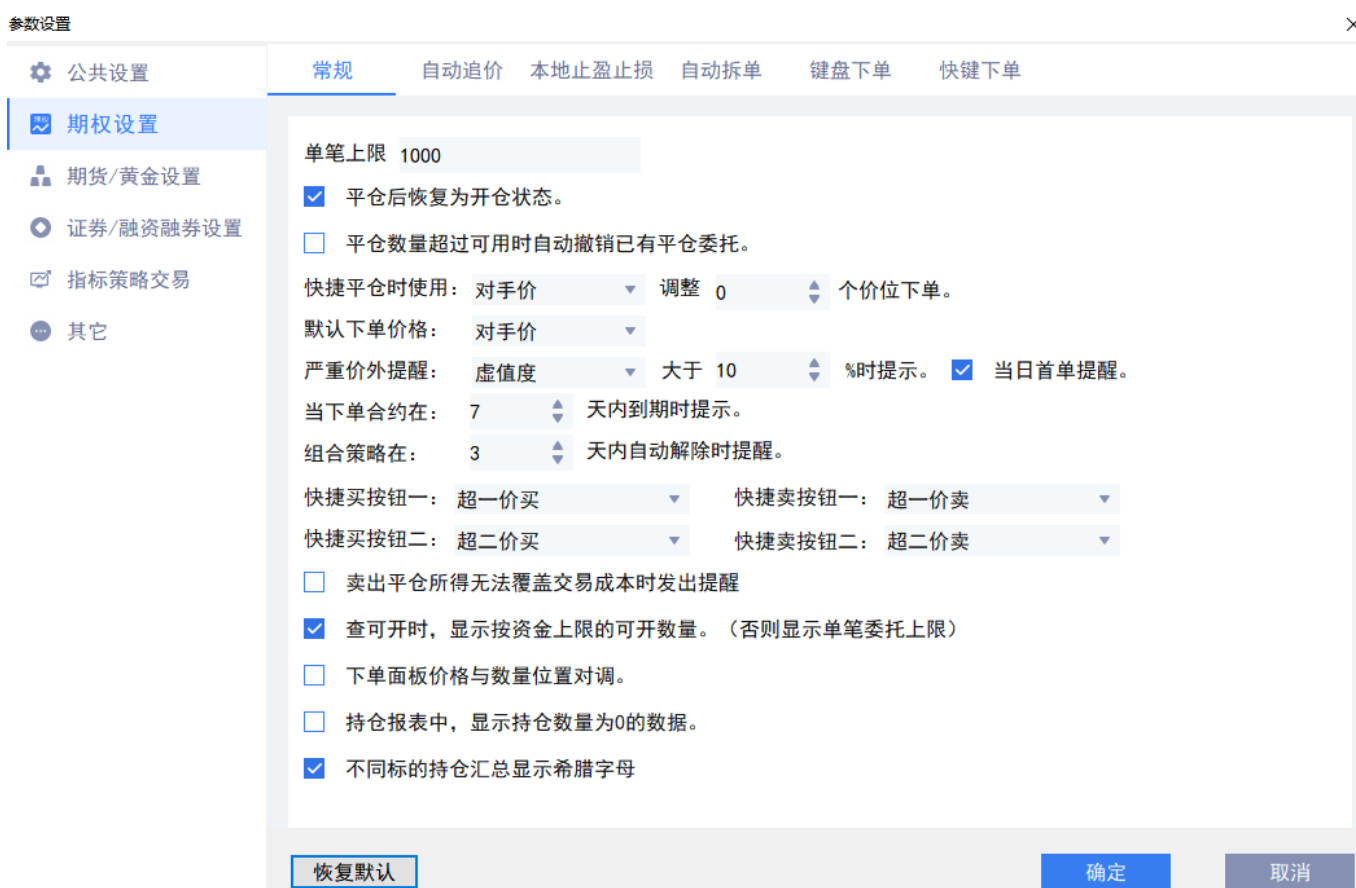 参数设置
公共设置
期权设置
期货/黄金设置
证券/融资融券设置
指标策略交易
其它
常规 自动追价 本地止盈止损 自动拆单 键盘下单 快键下单
单笔上限 1000
平仓后恢复为开仓状态。
平仓数量超过可用时自动撤销已有平仓委托。
快捷平仓时使用: 对手价 调整 0 个价位下单。
默认下单价格: 对手价
严重价外提醒: 虚值度 大于 10 %时提示。 当日首单提醒。
当下单合约在: 7 天内到期时提示。
组合策略在: 3 天内自动解除时提醒。
快捷买按钮一: 超一价买 快捷卖按钮一: 超一价卖
快捷买按钮二: 超二价买 快捷卖按钮二: 超二价卖
卖出平仓所得无法覆盖交易成本时发出提醒
查可开时，显示按资金上限的可开数量。（否则显示单笔委托上限）
下单面板价格与数量位置对调。
持仓报表中，显示持仓数量为0的数据。
不同标的持仓汇总显示希腊字母
恢复默认 确定 取消